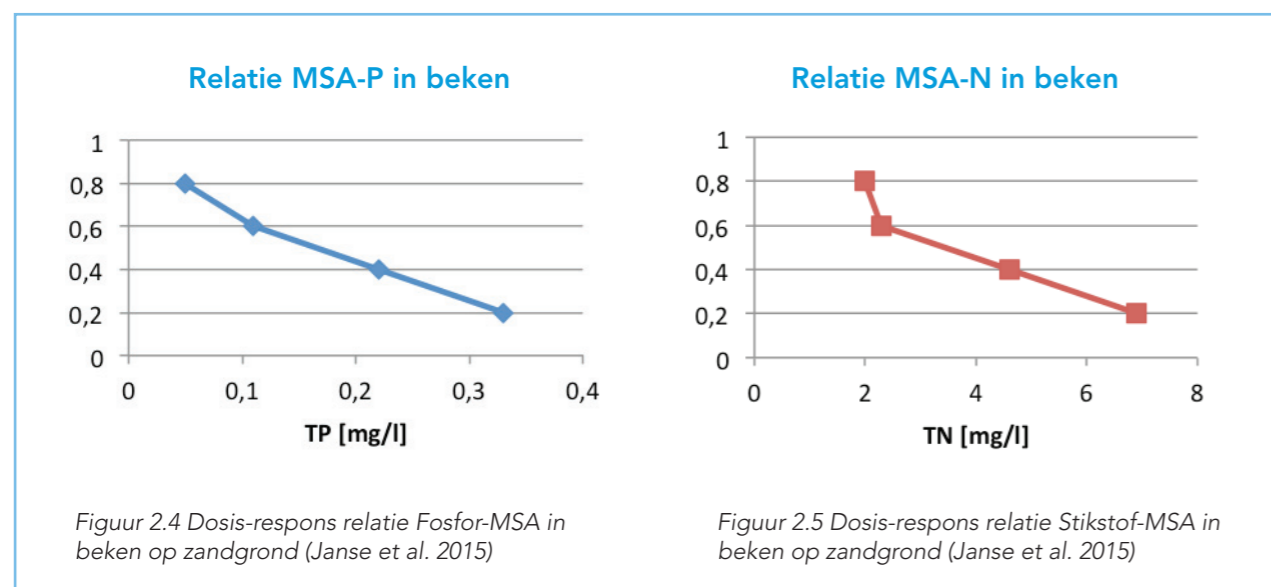 Relatie MSA-P in beken
1
0,8
0,6
0,4
0,2
0
0
0,1
0,2
0,3
0,4
TP [mg/l]
Figuur 2.4 Dosis-respons relatie Fosfor-MSA in
beken op zandgrond (Janse et al. 2015)
Relatie MSA-N in beken
1
0,8
0,6
0,4
0,2
0
0
2
4
6
8
TN [mg/l]
Figuur 2.5 Dosis-respons relatie Stikstof-MSA in
beken op zandgrond (Janse et al. 2015)